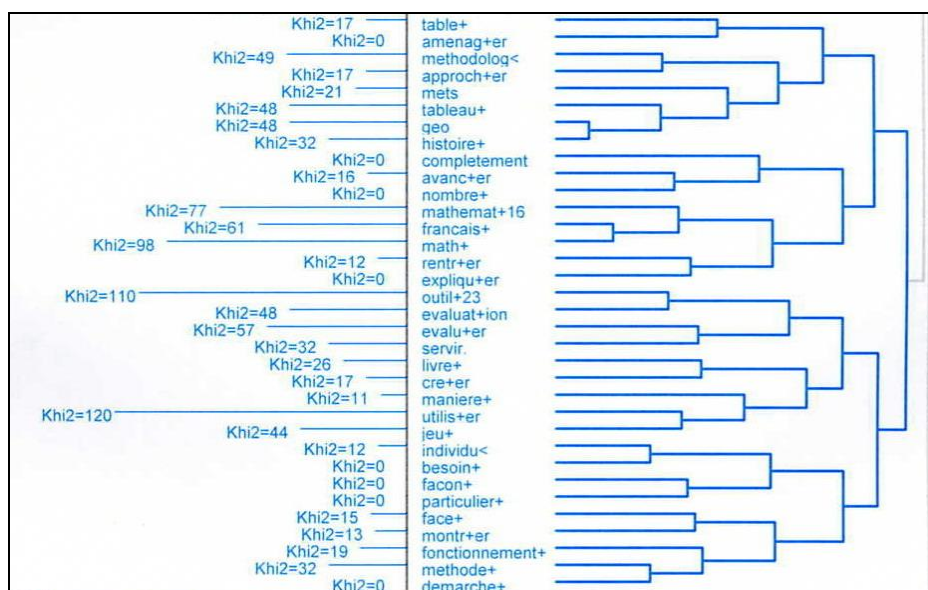 Khi2=17 table+
Khi2=0 amenag+er
Khi2=49 methodolog<
Khi2=17 approch+er
Khi2=21 mets
Khi2=48 tableau+
Khi2=48 geo
Khi2=32 histoire+
Khi2=0 completement
Khi2=16 avanc+er
Khi2=0 nombre+
Khi2=77 mathemat+16
Khi2=61 francais+
Khi2=98 math+
Khi2=12 rentr+er
Khi2=0 expliqu+er
Khi2=110 outil+23
Khi2=48 evaluat+ion
Khi2=57 evalu+er
Khi2=32 servir.
Khi2=26 livre+
Khi2=17 cre+er
Khi2=11 maniere+
Khi2=120 utilis+er
Khi2=44 jeu+
Khi2=12 individu<
Khi2=0 besoin+
Khi2=0 facon+
Khi2=0 particulier+
Khi2=15 face+
Khi2=13 montr+er
Khi2=19 fonctionnement+
Khi2=32 methode+
Khi2=0 demarche+